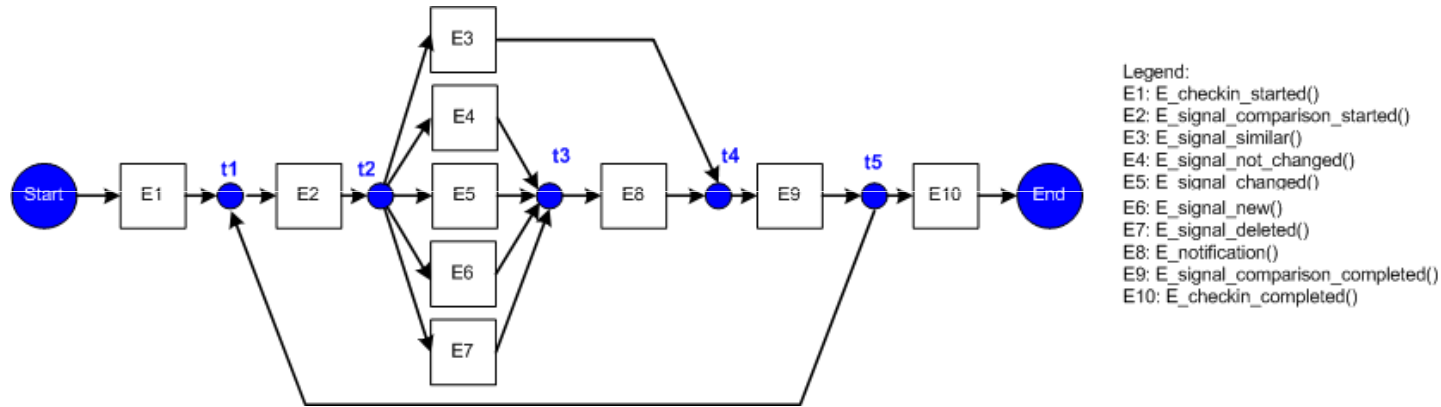 E3
E4
Start
E1
t1
E2
t2
E5
t3
E8
t4
E9
t5
E10
End
E6
E7
Legend:
E1: E_checkin_started()
E2: E_signal_comparison_started()
E3: E_signal_similar()
E4: E_signal_not_changed()
E5: E_signal_changed()
E6: E_signal_new()
E7: E_signal_deleted()
E8: E_notification()
E9: E_signal_comparison_completed()
E10: E_checkin_completed()